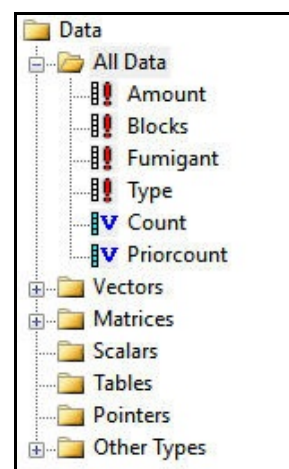 Data
All Data
Amount
Blocks
Fumigant
Type
Count
Priorcount
Vectors
Matrices
Scalars
Tables
Pointers
Other Types